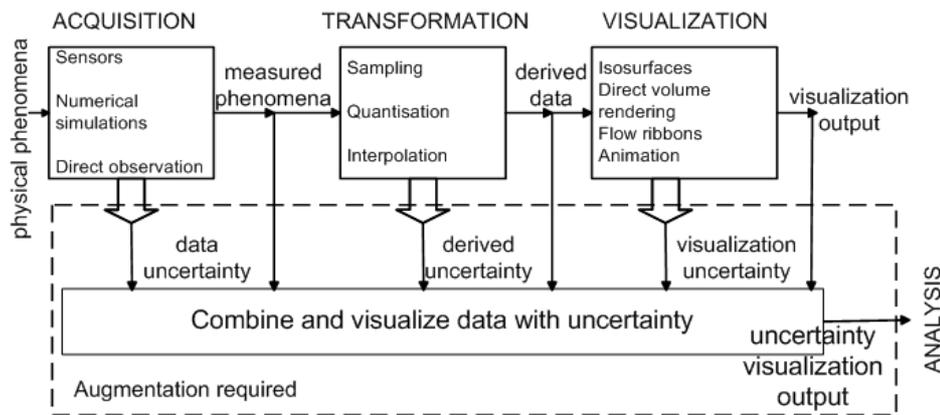 ACQUISITION
TRANSFORMATION
VISUALIZATION
physical phenomena
Sensors
Numerical
simulations
Direct observation
measured
phenomena
Sampling
Quantisation
Interpolation
derived
data
Isosurfaces
Direct volume
rendering
Flow ribbons
Animation
visualization
output
data
uncertainty
derived
uncertainty
visualization
uncertainty
Combine and visualize data with uncertainty
uncertainty
visualization
output
ANALYSIS
Augmentation required